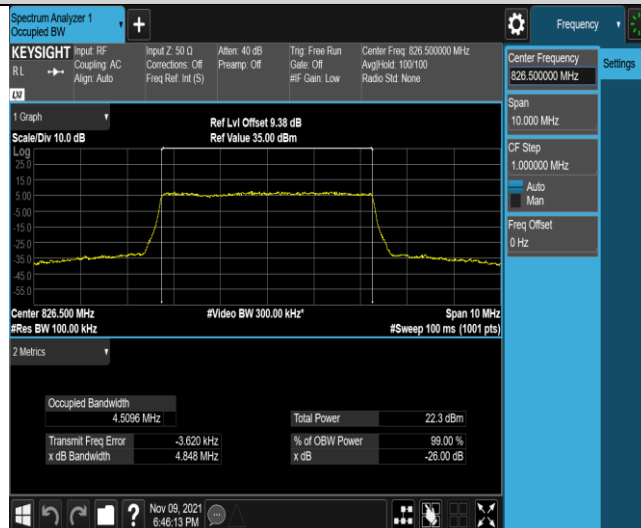 Spectrum Analyzer 1
Occupied BW
Frequency
KEYSIGHT
RL
LXI
Input: RF
Coupling: AC
Align: Auto
Input Z: 50 Ω
Corrections: Off
Freq Ref: Int (S)
Atten: 40 dB
Preamp: Off
Trig: Free Run
Gate: Off
#IF Gain: Low
Center Freq: 826.500000 MHz
Avg|Hold: 100/100
Radio Std: None
Center Frequency
826.500000 MHz
Settings
Span
10.000 MHz
CF Step
1.000000 MHz
Auto
Man
Freq Offset
0 Hz
1 Graph
Scale/Div 10.0 dB
Ref Lvl Offset 9.38 dB
Ref Value 35.00 dBm
Log
25.0
15.0
5.00
-5.00
-15.0
-25.0
-35.0
-45.0
-55.0
Center 826.500 MHz
#Res BW 100.00 kHz
#Video BW 300.00 kHz*
Span 10 MHz
#Sweep 100 ms (1001 pts)
2 Metrics
Occupied Bandwidth
4.5096 MHz
Total Power 22.3 dBm
Transmit Freq Error -3.620 kHz
% of OBW Power 99.00 %
x dB Bandwidth 4.848 MHz
x dB -26.00 dB
?
Nov 09, 2021
6:46:13 PM